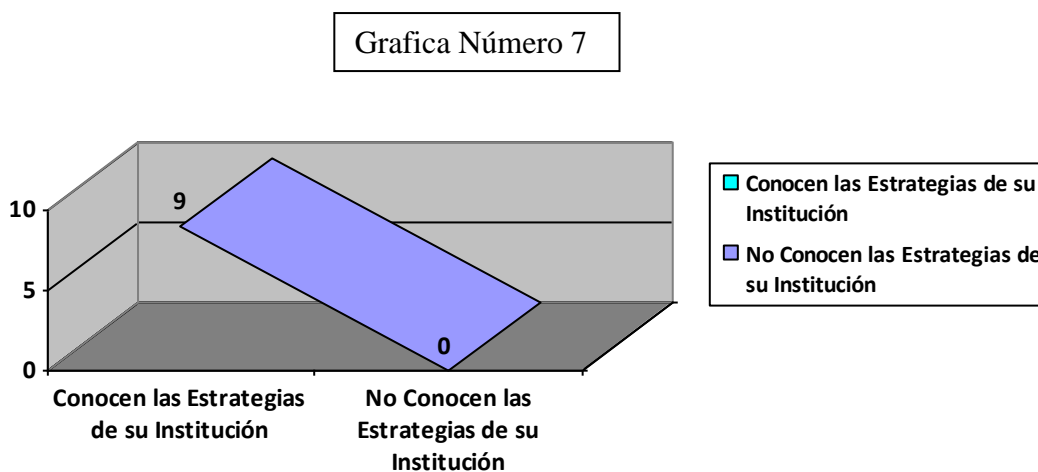 Grafica Número 7
9
10
5
0
0
Conocen las Estrategias
de su Institución
No Conocen las
Estrategias de su
Institución
Conocen las Estrategias de su
Institución
No Conocen las Estrategias de
su Institución